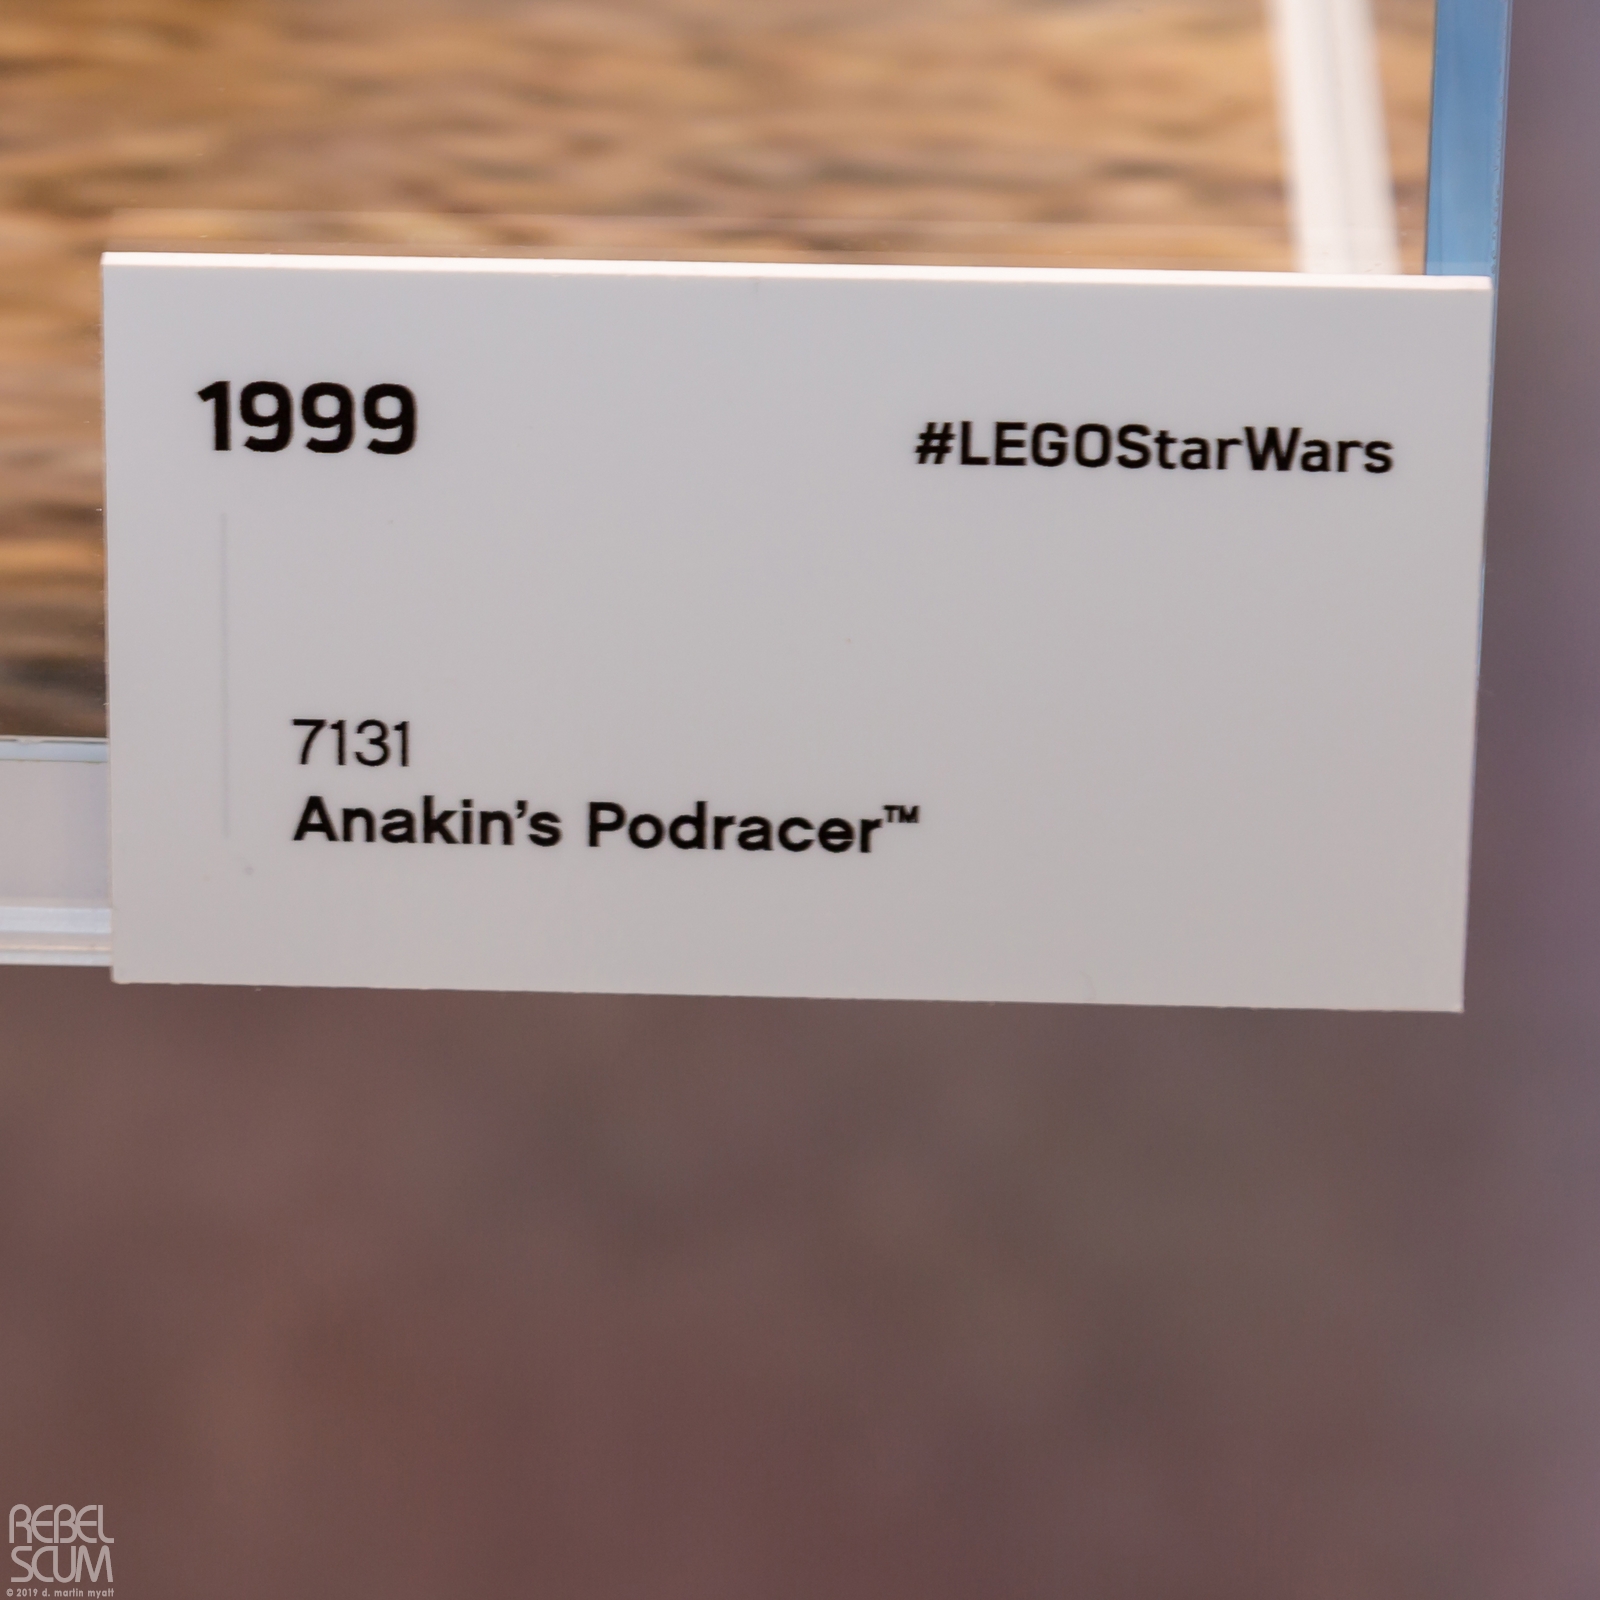 1999
#LEGOStarWars
7131
Anakin's Podracer™
REBEL
SCUM
© 2019 d. martin myatt